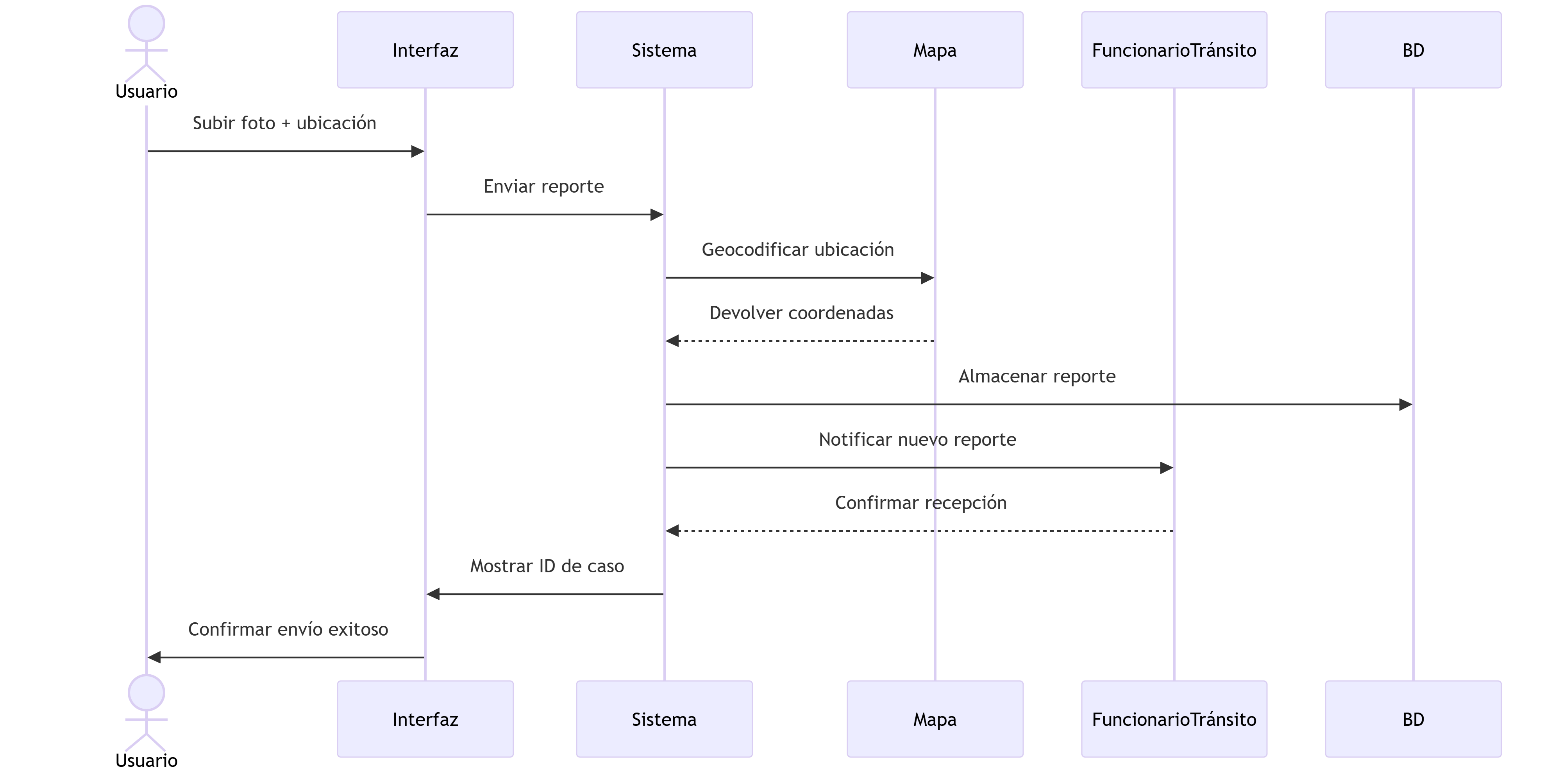 Interfaz
Sistema
Mapa
FuncionarioTránsito
BD
Usuario
Subir foto + ubicación
Enviar reporte
Geocodificar ubicación
Devolver coordenadas
Almacenar reporte
Notificar nuevo reporte
Confirmar recepción
Mostrar ID de caso
Confirmar envío exitoso
Interfaz
Sistema
Mapa
FuncionarioTránsito
BD
Usuario